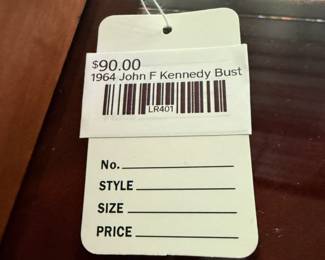 $90.00
1964 John F Kennedy Bust
LR401
No.
STYLE
SIZE
PRICE